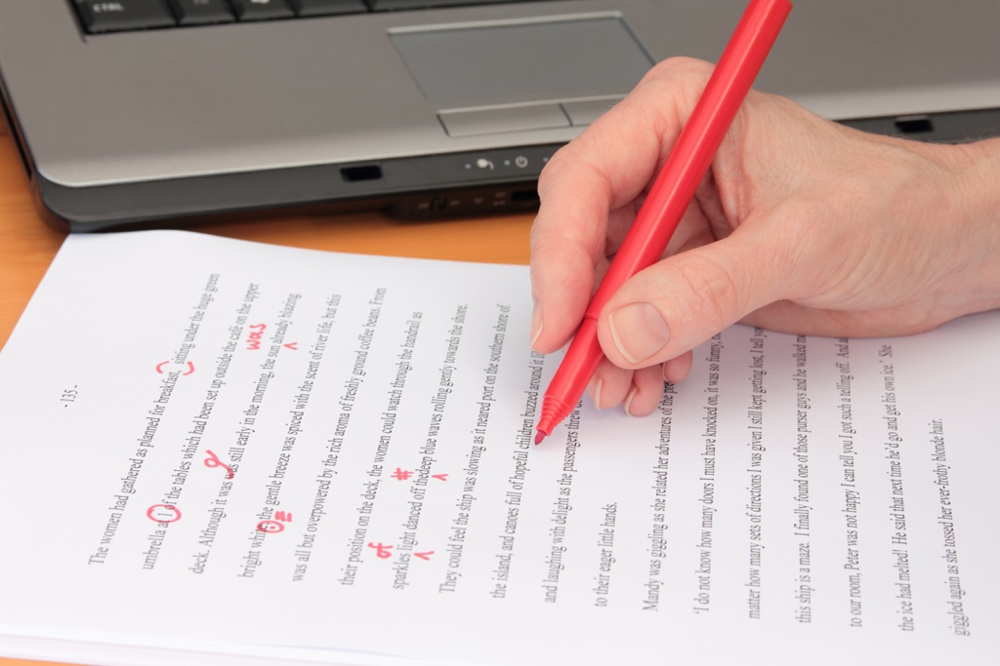 CTRL
- 135 -
The women had gathered as planned for breakfast, sitting under the huge green
umbrella at 1 of the tables which had been set up outside the café on the upper
was
deck. Although it was was still early in the morning, the sun already blazing
bright whips the gentle breeze was spiced with the scent of river life, but this
was all but overpowered by the rich aroma of freshly ground coffee beans. From
their position on the deck, the women could watch through the handrail as
of #
sparkles light danced off thedeep blue waves rolling gently towards the shore.
They could feel the ship was slowing as it neared port on the southern shore of
the island, and canoes full of hopeful children buzzed around it
and laughing with delight as the passengers threw
to their eager little hands.
Mandy was giggling as she related her adventures of the
'I do not know how many doors I must have knocked on, it was so funny,
matter how many sets of directions I was given I still kept getting lost, I tell
this ship is a maze. I finally found one of those purser guys and he walked
to our room, Peter was not happy I can tell you I got such a telling off. And
the ice had melted! He said that next time he'd go and get his own ice.' She
giggled again as she tossed her ever-frothy blonde hair.